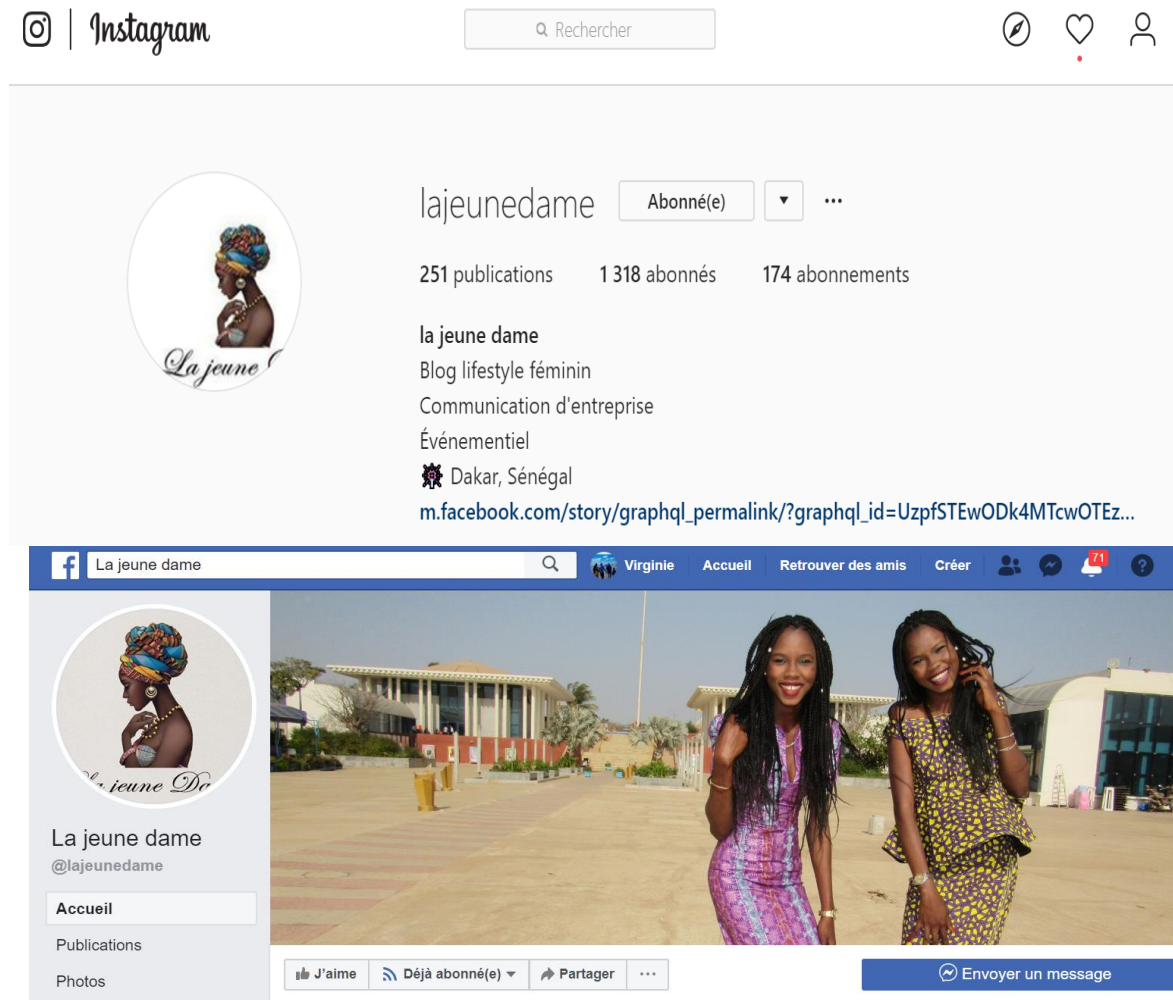 Instagram
Rechercher
lajeunedame Abonné(e) ▼ ...
251 publications 1 318 abonnés 174 abonnements
la jeune dame
Blog lifestyle féminin
Communication d'entreprise
Événementiel
Dakar, Sénégal
m.facebook.com/story/graphql_permalink/?graphql_id=UzpfSTEwODk4MTcwOTEz...
La jeune
La jeune dame Virginie Accueil Retrouver des amis Créer 71 ?
jeune Da
La jeune dame
@lajeunedame
Accueil
Publications
Photos
J'aime Déjà abonné(e) ▼ Partager ...
Envoyer un message